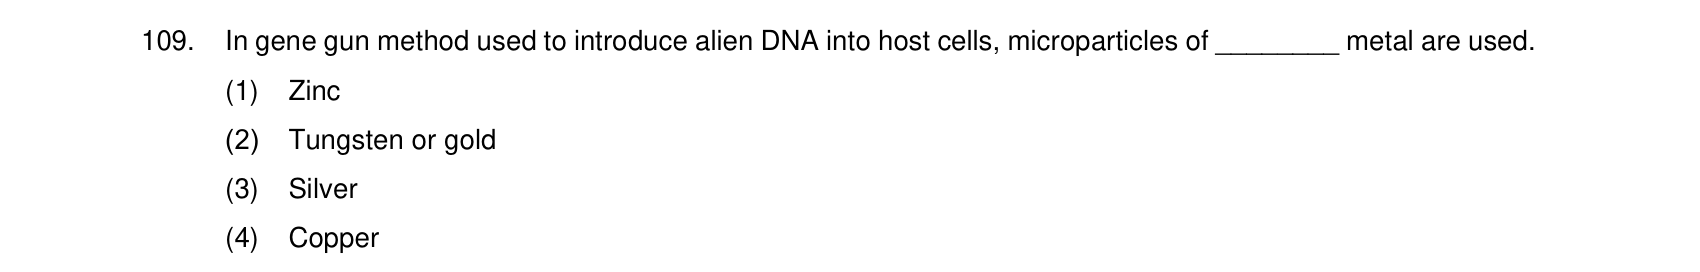 109. In gene gun method used to introduce alien DNA into host cells, microparticles of ________ metal are used.
(1) Zinc
(2) Tungsten or gold
(3) Silver
(4) Copper